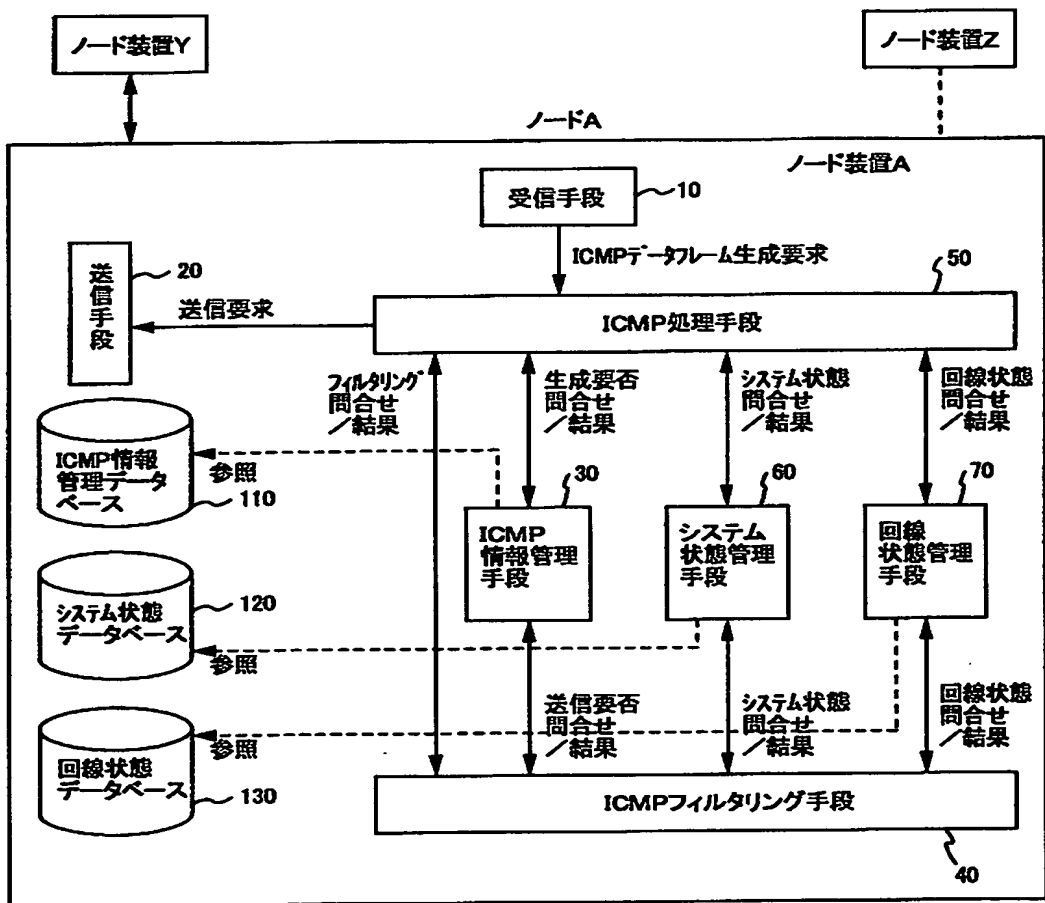 ノード装置Y
ノード装置Z
ノードA
ノード装置A
受信手段
10
ICMPデータフレーム生成要求
50
送信手段
20
送信要求
ICMP処理手段
フィルタリング
問合せ
／結果
生成要否
問合せ
／結果
システム状態
問合せ
／結果
回線状態
問合せ
／結果
ICMP情報
管理データ
ベース
110
参照
30
ICMP
情報管理
手段
60
システム
状態管理
手段
70
回線
状態管理
手段
システム状態
データベース
120
参照
送信要否
問合せ
／結果
システム状態
問合せ
／結果
回線状態
問合せ
／結果
回線状態
データベース
130
参照
ICMPフィルタリング手段
40